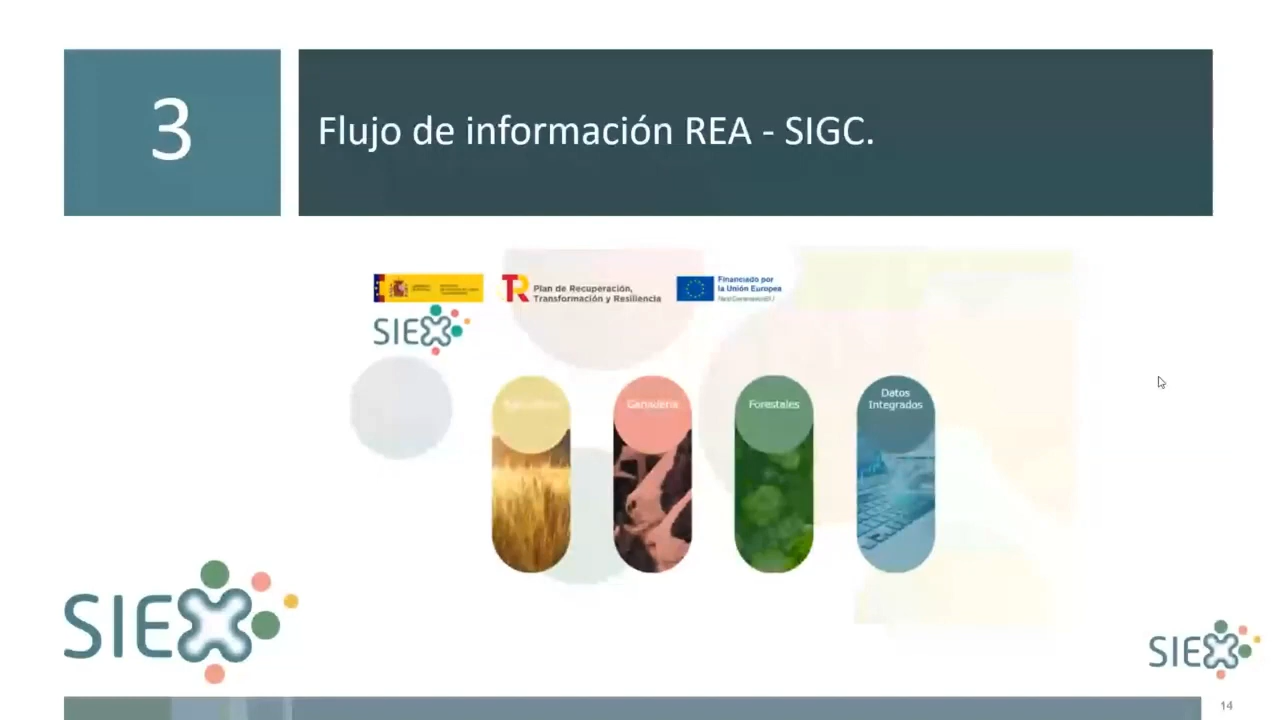 3
Flujo de información REA - SIGC.
Plan de Recuperación,
Transformación y Resiliencia
Financiado por
la Unión Europea
NextGenerationEU
SIEX
Ganadería
Forestales
Datos
Integrados
SIEX
SIEX
14